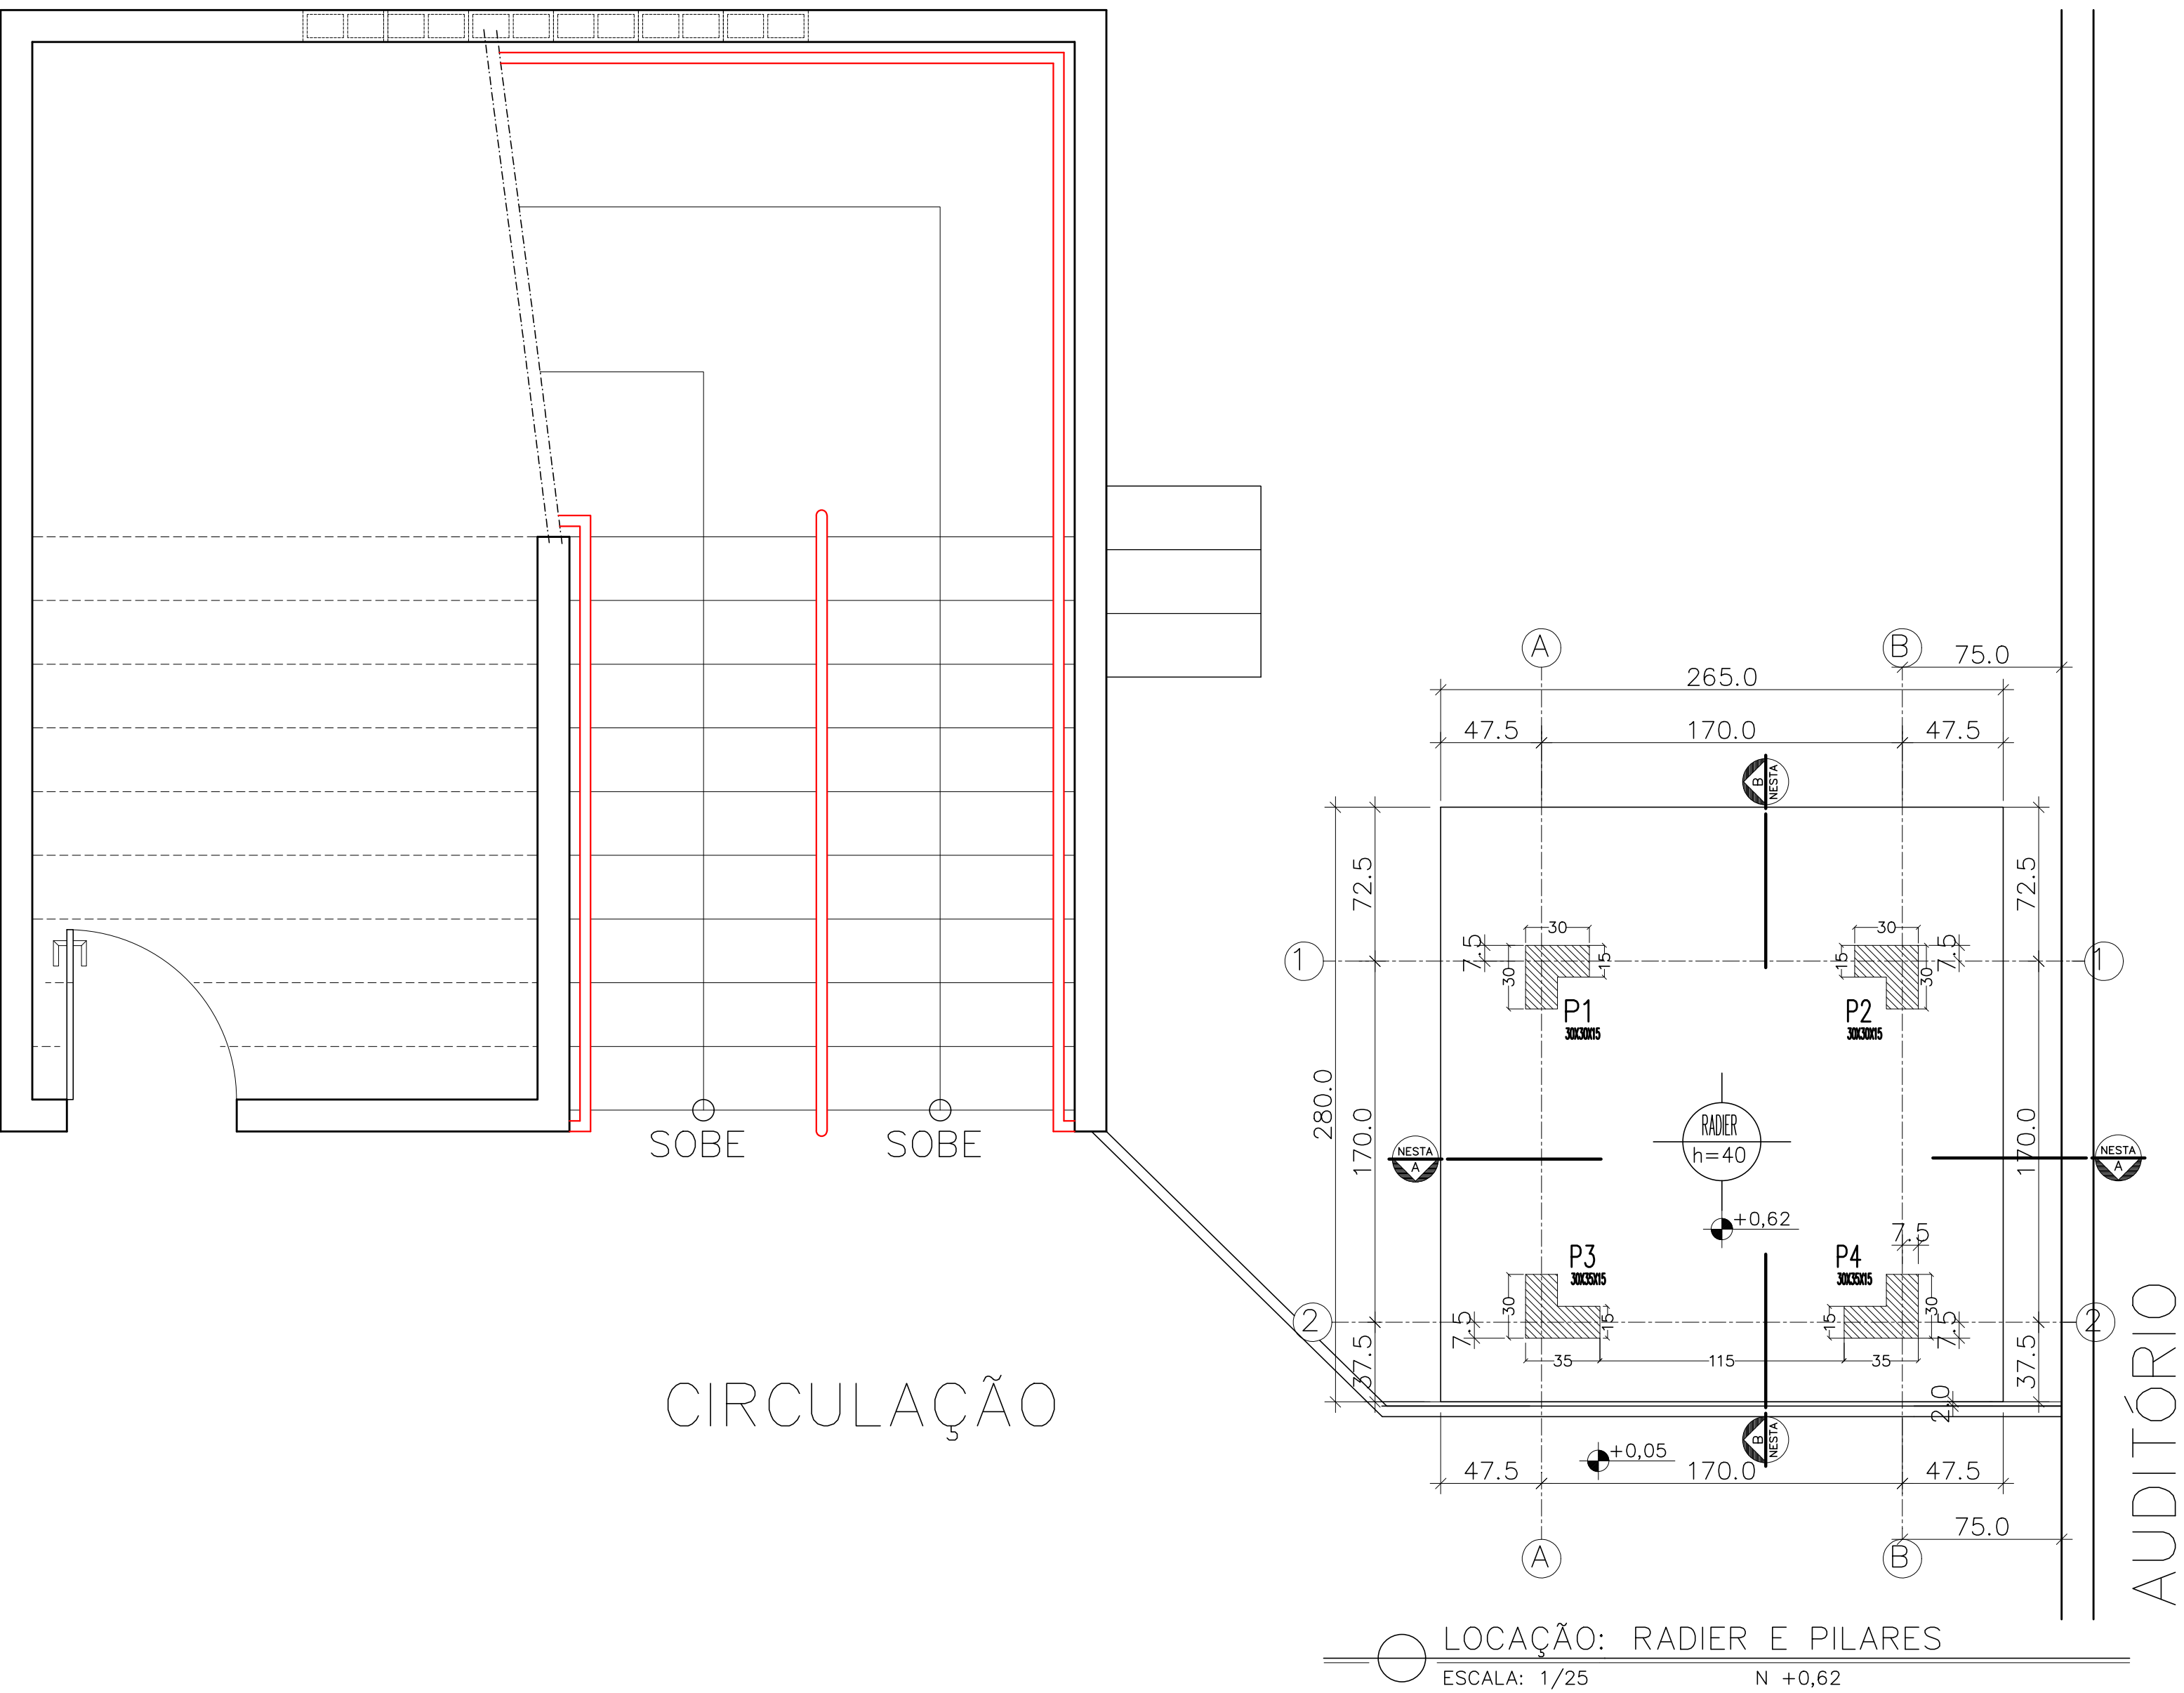 A
B
75.0
265.0
47.5
170.0
47.5
B
NESTA
72.5
72.5
30
30
7.5
30
15
15
30
7.5
1
1
P1
30X30X15
P2
30X30X15
280.0
170.0
170.0
RADIER
h=40
NESTA
A
NESTA
A
SOBE
SOBE
+0,62
7.5
P3
30X35X15
P4
30X35X15
30
15
15
30
7.5
7.5
2
2
35
115
35
37.5
37.5
2.0
CIRCULAÇÃO
AUDITÓRIO
B
NESTA
+0,05
47.5
170.0
47.5
75.0
A
B
LOCAÇÃO: RADIER E PILARES
ESCALA: 1/25
N +0,62